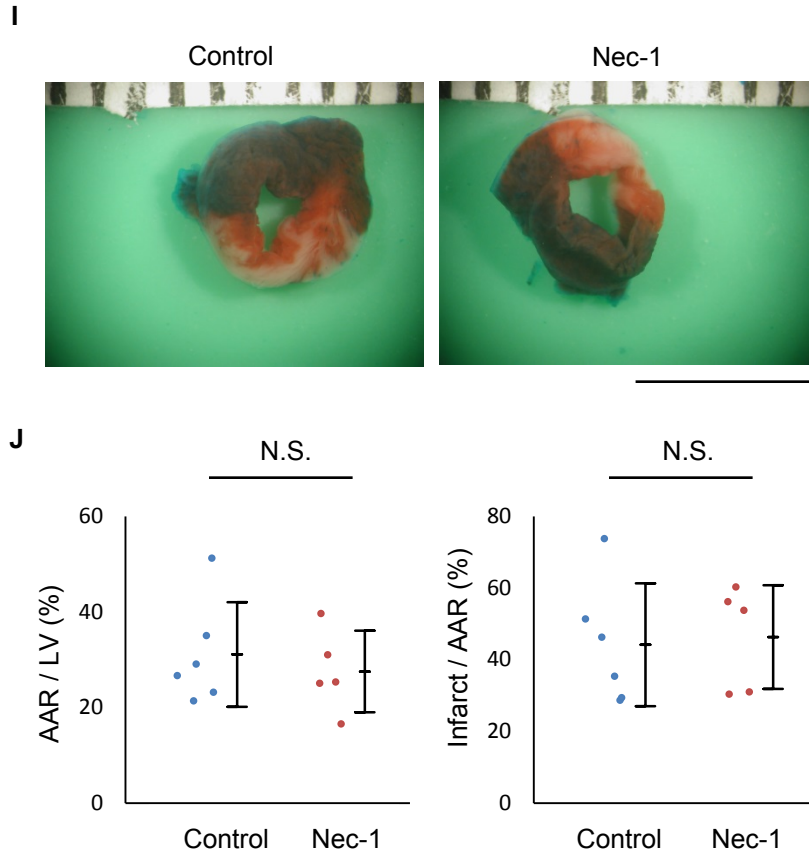 I
Control Nec-1
J
N.S. N.S.
60
40
20
0
AAR / LV (%)
Control Nec-1
80
60
40
20
0
Infarct / AAR (%)
Control Nec-1